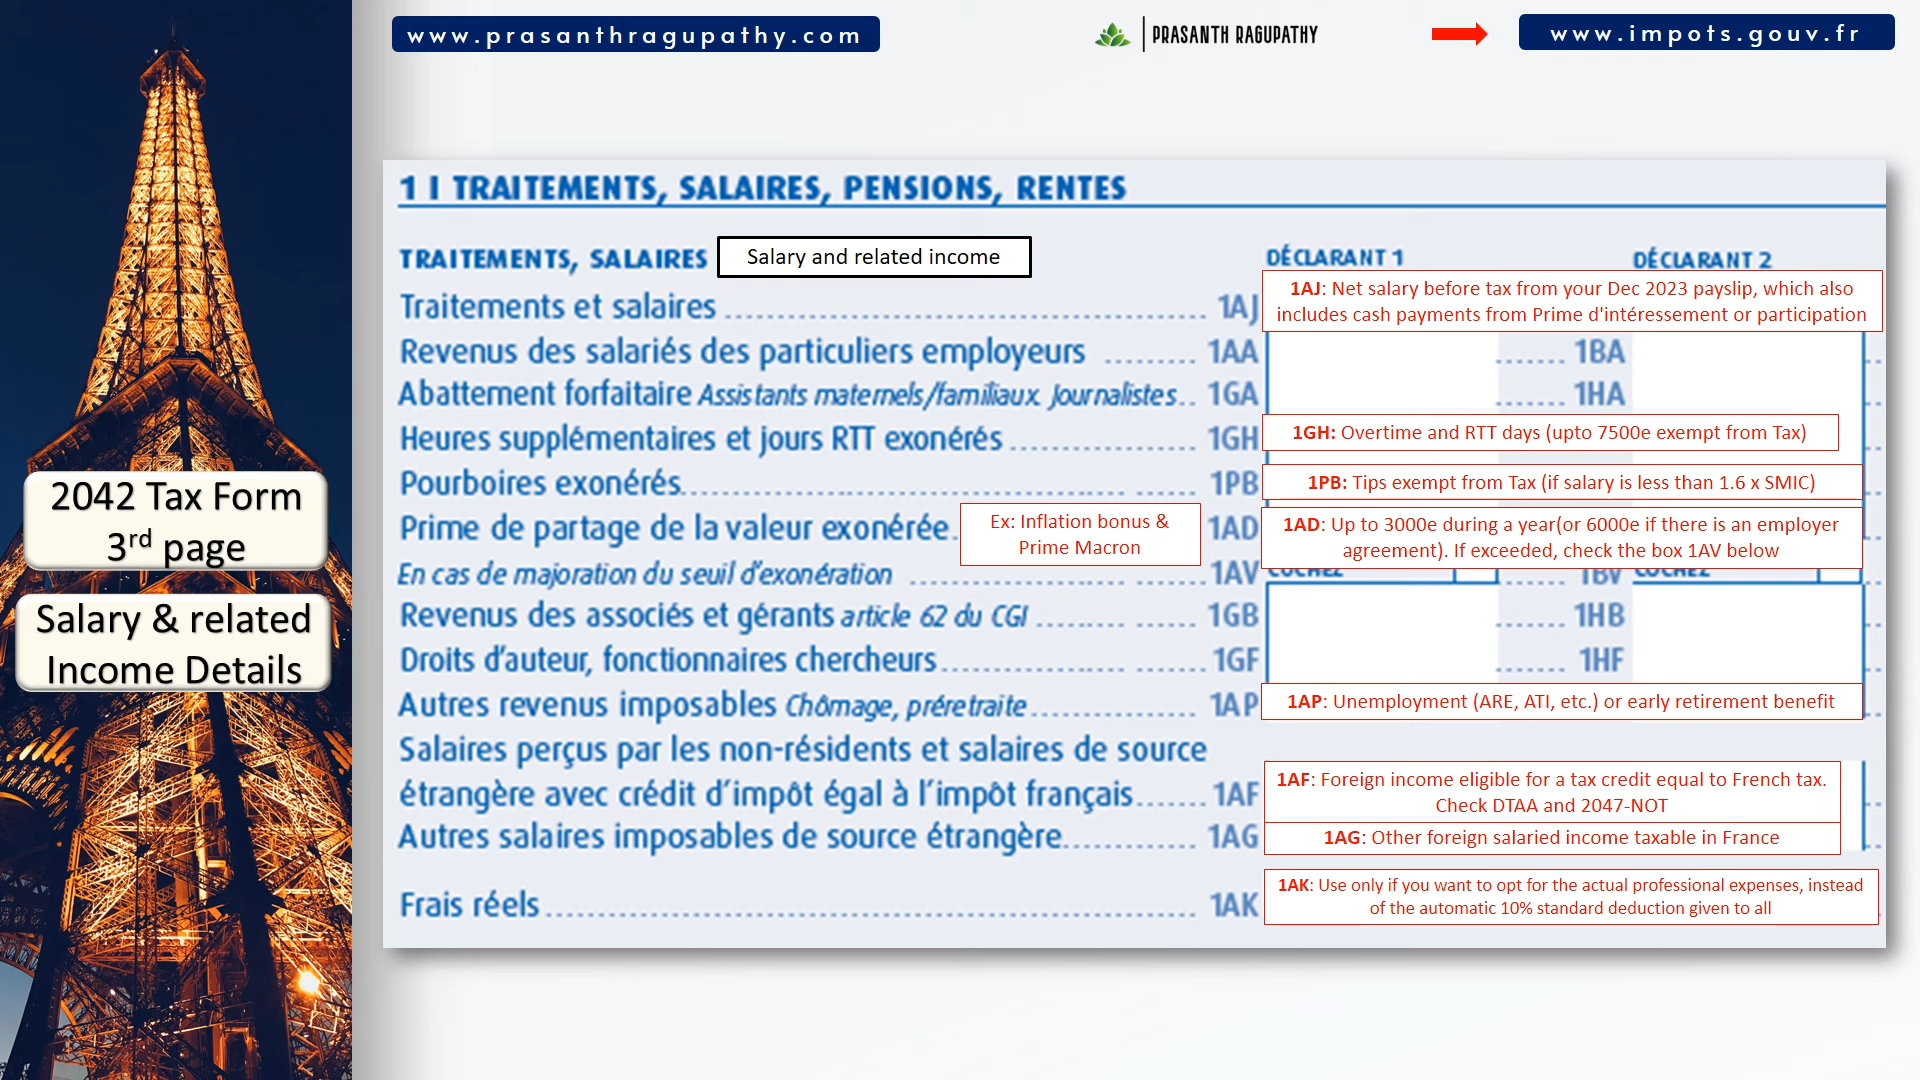 www.prasanthragupathy.com
PRASANTH RAGUPATHY
www.impots.gouv.fr
2042 Tax Form
3rd page
Salary & related
Income Details
1 | TRAITEMENTS, SALAIRES, PENSIONS, RENTES
TRAITEMENTS, SALAIRES
Salary and related income
DÉCLARANT 1
DÉCLARANT 2
Traitements et salaires 1AJ
1AJ: Net salary before tax from your Dec 2023 payslip, which also
includes cash payments from Prime d'intéressement or participation
Revenus des salariés des particuliers employeurs 1AA 1BA
Abattement forfaitaire Assistants maternels/familiaux. Journalistes 1GA 1HA
Heures supplémentaires et jours RTT exonérés 1GH
1GH: Overtime and RTT days (upto 7500e exempt from Tax)
Pourboires exonérés 1PB
1PB: Tips exempt from Tax (if salary is less than 1.6 x SMIC)
Prime de partage de la valeur exonérée. 1AD
Ex: Inflation bonus &
Prime Macron
1AD: Up to 3000e during a year(or 6000e if there is an employer
agreement). If exceeded, check the box 1AV below
En cas de majoration du seuil d'exonération 1AV COCHEZ 1BV COCHEZ
Revenus des associés et gérants article 62 du CGI 1GB 1HB
Droits d'auteur, fonctionnaires chercheurs 1GF 1HF
Autres revenus imposables Chômage, préretraite 1AP
1AP: Unemployment (ARE, ATI, etc.) or early retirement benefit
Salaires perçus par les non-résidents et salaires de source
étrangère avec crédit d'impôt égal à l'impôt français 1AF
1AF: Foreign income eligible for a tax credit equal to French tax.
Check DTAA and 2047-NOT
Autres salaires imposables de source étrangère 1AG
1AG: Other foreign salaried income taxable in France
Frais réels 1AK
1AK: Use only if you want to opt for the actual professional expenses, instead
of the automatic 10% standard deduction given to all